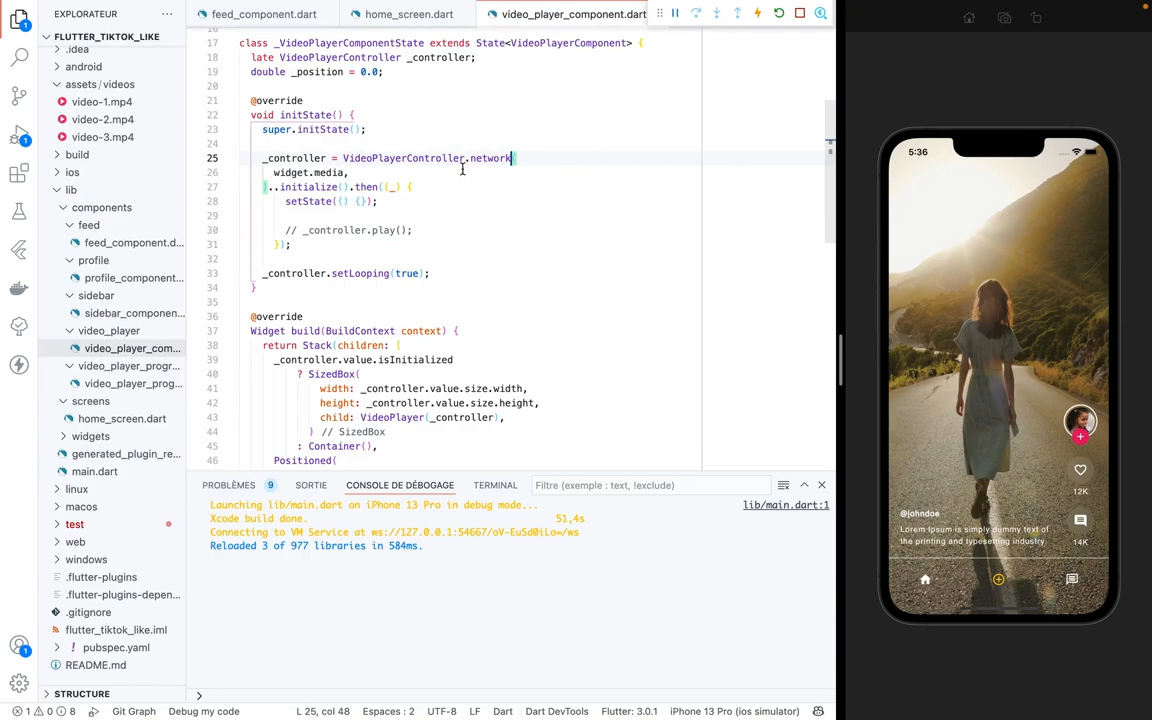 EXPLORATEUR
feed_component.dart
home_screen.dart
video_player_component.dart
FLUTTER_TIKTOK_LIKE
.idea
android
assets/videos
video-1.mp4
video-2.mp4
video-3.mp4
build
ios
lib
components
feed
feed_component.d...
profile
profile_component...
sidebar
sidebar_componen...
video_player
video_player_com...
video_player_progr...
video_player_prog...
screens
home_screen.dart
widgets
generated_plugin_re...
main.dart
linux
macos
test
web
windows
.flutter-plugins
.flutter-plugins-depen...
.gitignore
flutter_tiktok_like.iml
! pubspec.yaml
README.md
STRUCTURE
16
17 class _VideoPlayerComponentState extends State<VideoPlayerComponent> {
18 late VideoPlayerController _controller;
19 double _position = 0.0;
20
21 @override
22 void initState() {
23 super.initState();
24
25 _controller = VideoPlayerController.network(
26 widget.media,
27 )..initialize().then((_) {
28 setState(() {});
29
30 // _controller.play();
31 });
32
33 _controller.setLooping(true);
34 }
35
36 @override
37 Widget build(BuildContext context) {
38 return Stack(children: [
39 _controller.value.isInitialized
40 ? SizedBox(
41 width: _controller.value.size.width,
42 height: _controller.value.size.height,
43 child: VideoPlayer(_controller),
44 ) // SizedBox
45 : Container(),
46 Positioned(
PROBLÈMES 9 SORTIE CONSOLE DE DÉBOGAGE TERMINAL Filtre (exemple : text, !exclude)
Launching lib/main.dart on iPhone 13 Pro in debug mode... lib/main.dart:1
Xcode build done. 51,4s
Connecting to VM Service at ws://127.0.0.1:54667/oV-EuSd0iLo=/ws
Reloaded 3 of 977 libraries in 584ms.
1 0 8 Git Graph Debug my code L 25, col 48 Espaces : 2 UTF-8 LF Dart Dart DevTools Flutter: 3.0.1 iPhone 13 Pro (ios simulator)
5:36
12K
14K
@johndoe
Lorem Ipsum is simply dummy text of
the printing and typesetting industry.